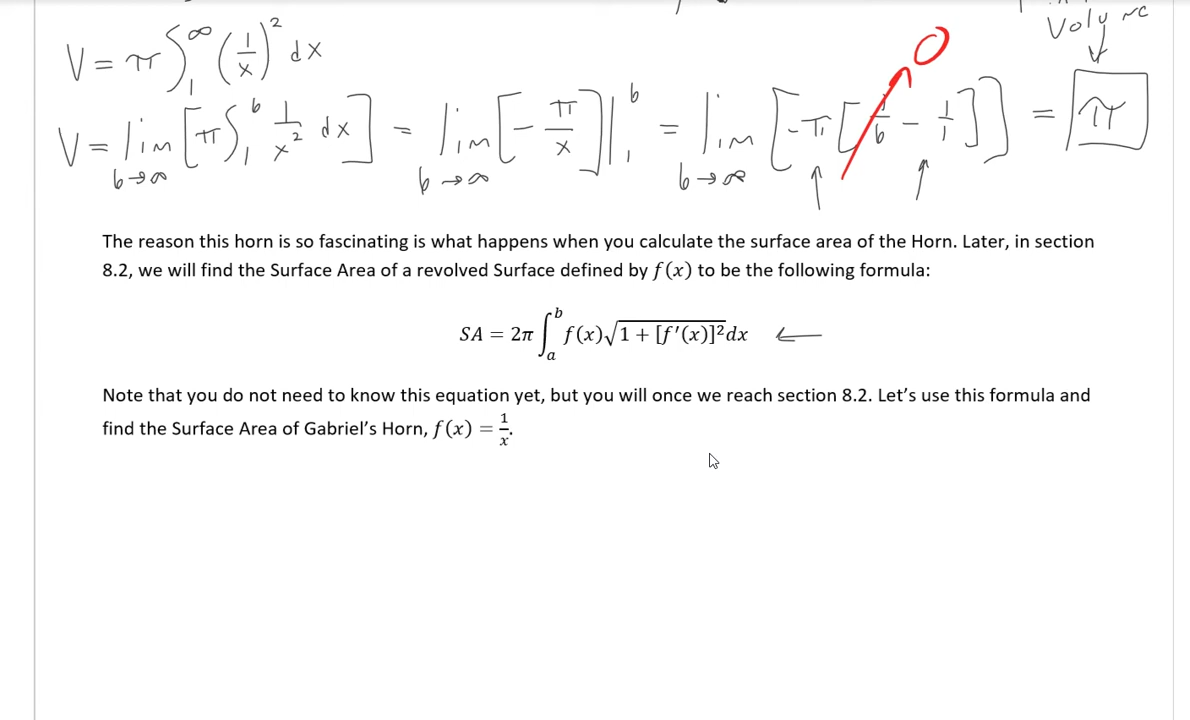 Volume
V = π ∫₁^∞ (1/x)² dx
V = lim b→∞ [π ∫₁^b 1/x² dx] = lim b→∞ [- π/x] |₁^b = lim b→∞ [-π [1/b - 1/1]] = π
0
The reason this horn is so fascinating is what happens when you calculate the surface area of the Horn. Later, in section
8.2, we will find the Surface Area of a revolved Surface defined by f(x) to be the following formula:
SA = 2π ∫ₐᵇ f(x)√(1 + [f'(x)]²) dx ←
Note that you do not need to know this equation yet, but you will once we reach section 8.2. Let's use this formula and
find the Surface Area of Gabriel's Horn, f(x) = 1/x.